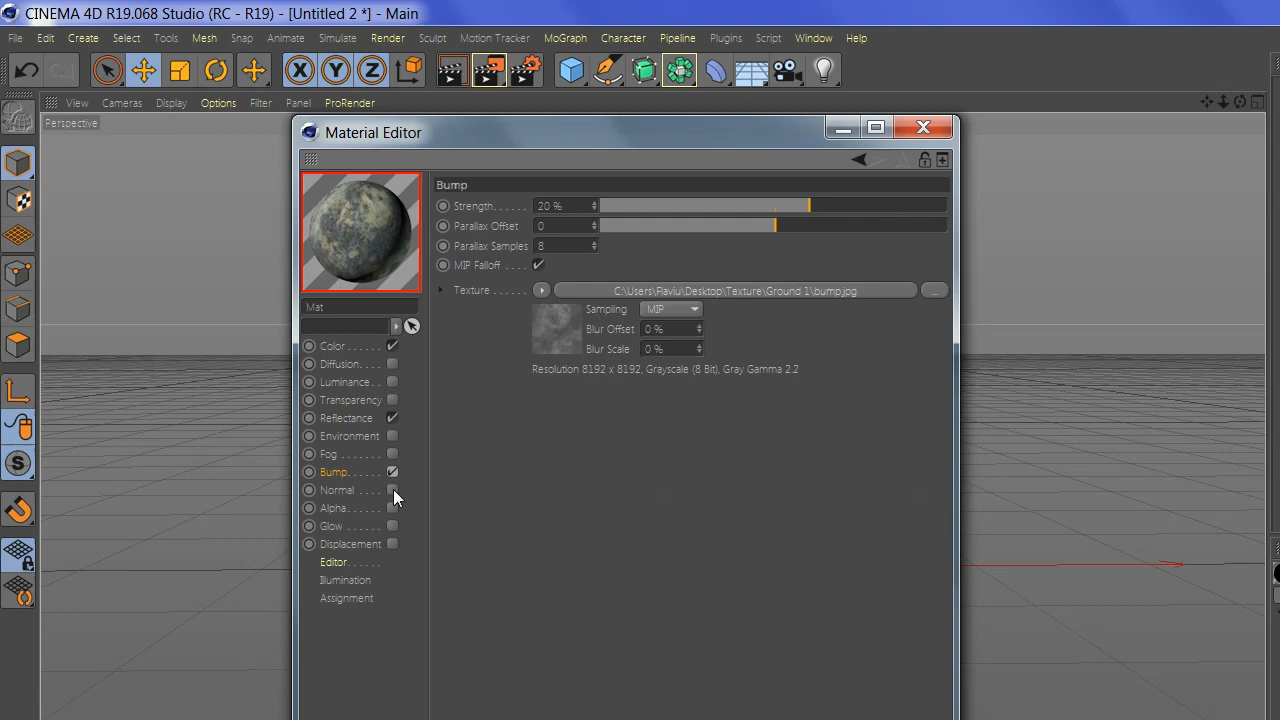 CINEMA 4D R19.068 Studio (RC - R19) - [Untitled 2 *] - Main
File Edit Create Select Tools Mesh Snap Animate Simulate Render Sculpt Motion Tracker MoGraph Character Pipeline Plugins Script Window Help
X Y Z
View Cameras Display Options Filter Panel ProRender
Perspective
Material Editor
Bump
Strength. . . . . . 20 %
Parallax Offset 0
Parallax Samples 8
MIP Falloff . . . .
Texture . . . . . . C:\Users\Flaviu\Desktop\Texture\Ground 1\bump.jpg ...
Sampling MIP
Blur Offset 0 %
Blur Scale 0 %
Resolution 8192 x 8192, Grayscale (8 Bit), Gray Gamma 2.2
Mat
Color . . . . . .
Diffusion. . . .
Luminance. .
Transparency
Reflectance
Environment
Fog . . . . . . .
Bump. . . . . .
Normal . . . .
Alpha. . . . . .
Glow . . . . . .
Displacement
Editor. . . . . .
Illumination
Assignment
S